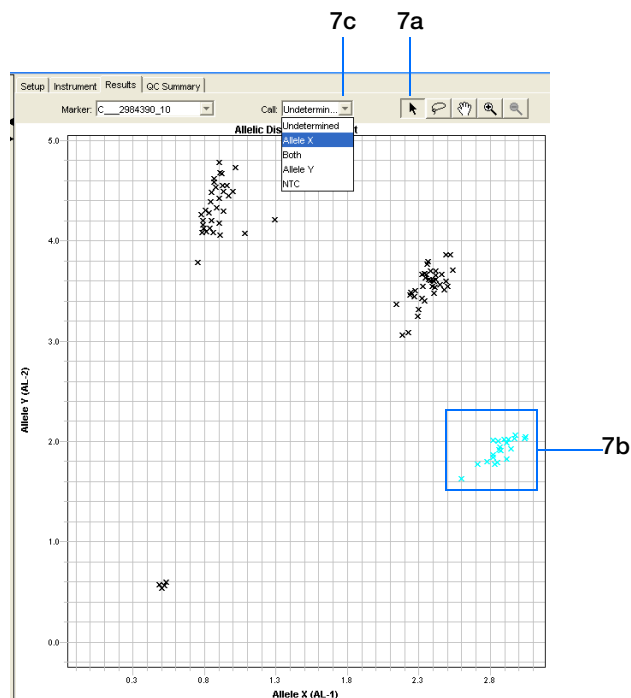 7c 7a
Setup Instrument Results QC Summary
Marker: C___2984390_10 Call: Undetermin...
Allelic Dis t
Undetermined
Allele X
Both
Allele Y
NTC
5.0
4.0
3.0
2.0
1.0
0.0
Allele Y (AL-2)
7b
0.3 0.8 1.3 1.8 2.3 2.8
Allele X (AL-1)